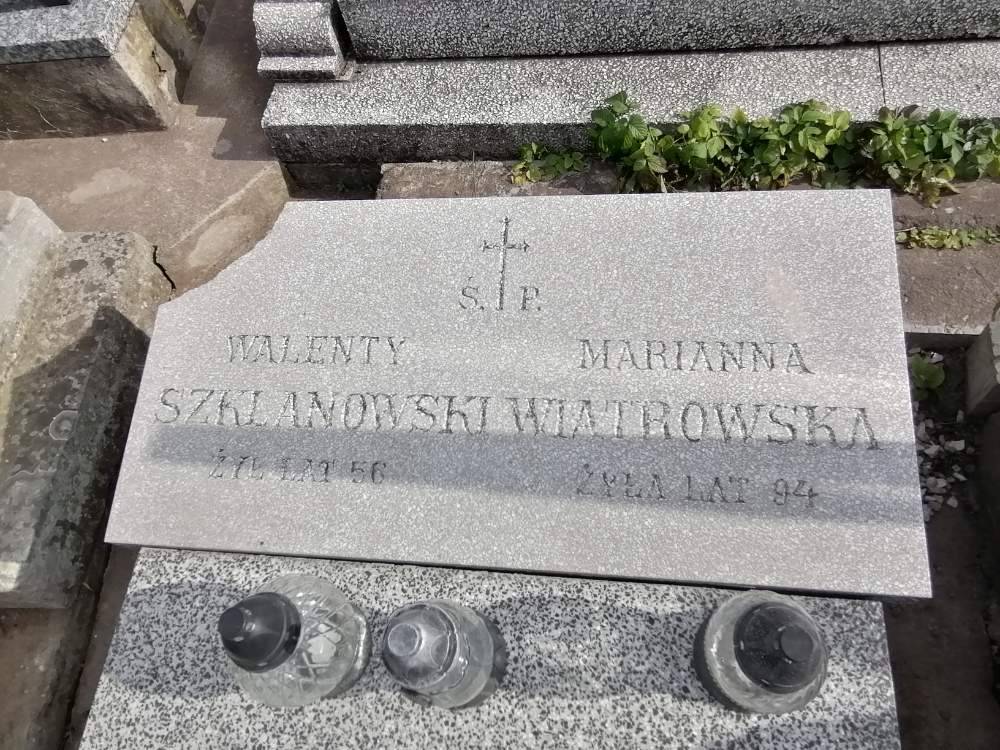 Ś. P.
WALENTY
SZKLANOWSKI
ŻYŁ LAT 56
MARIANNA
WIATROWSKA
ŻYŁA LAT 94